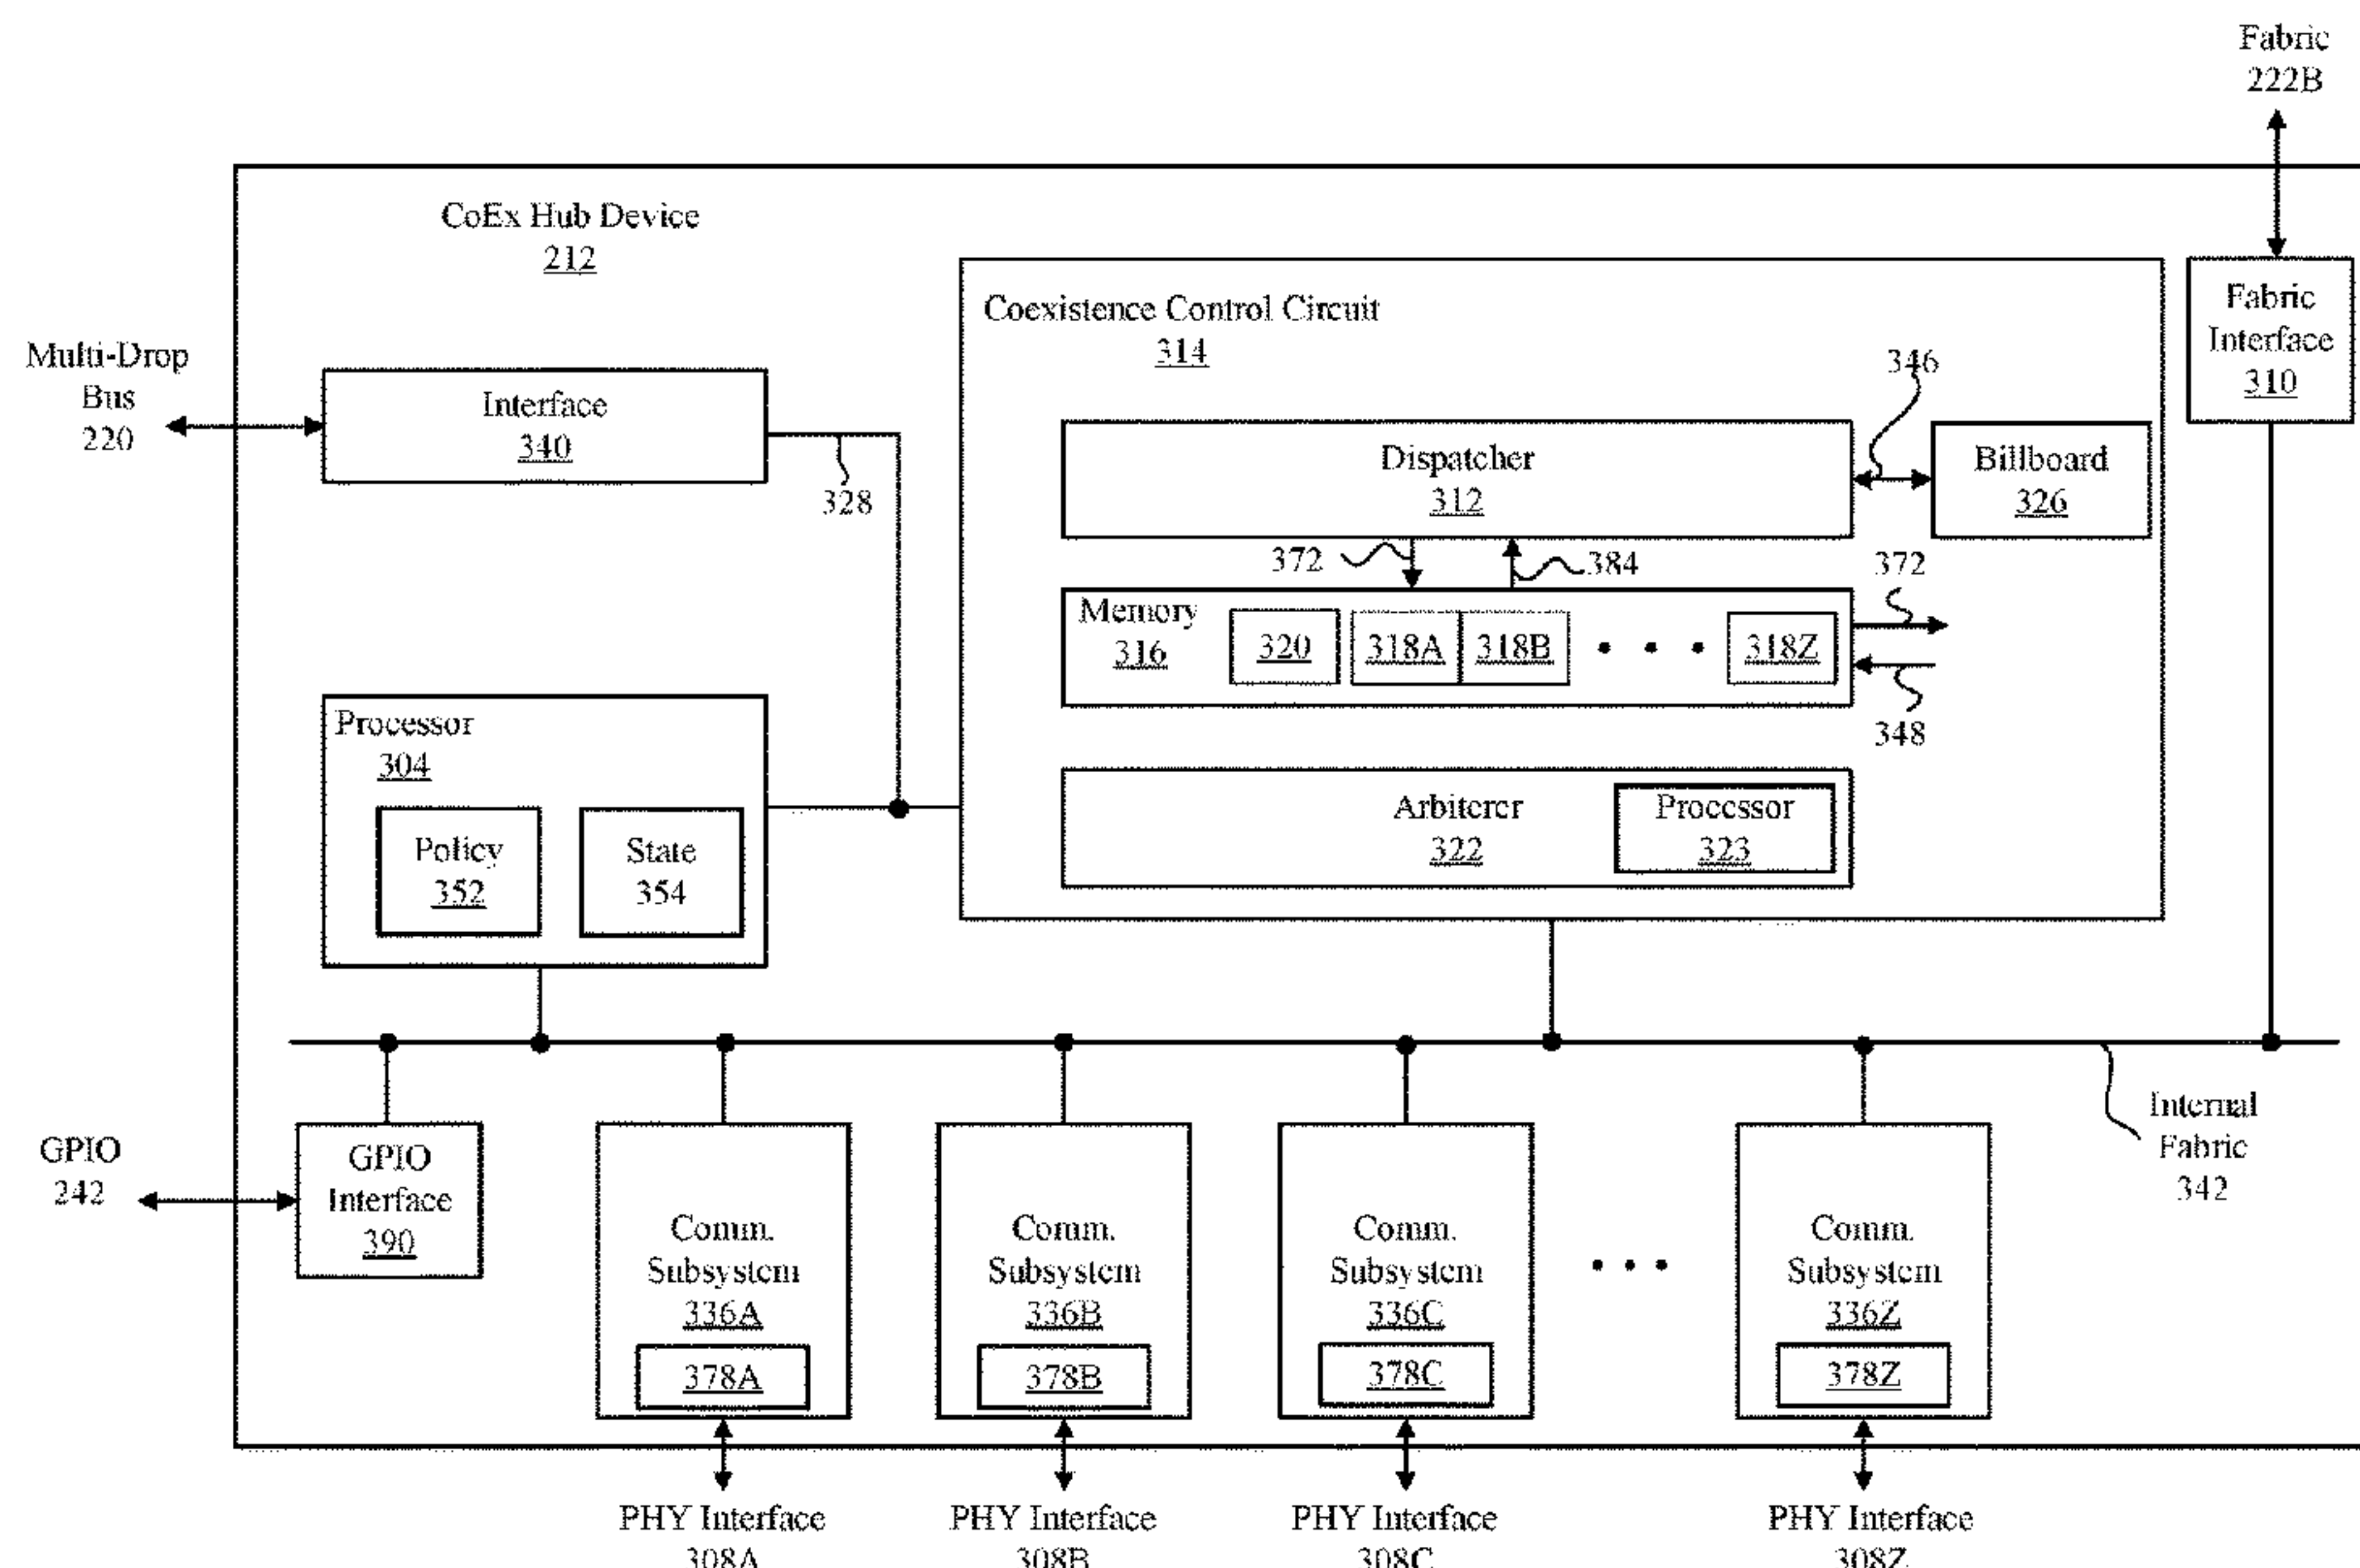 Fabric
222B
CoEx Hub Device
212
Coexistence Control Circuit
314
Fabric
Interface
310
Multi-Drop
Bus
220
Interface
340
328
346
Dispatcher
312
Billboard
326
372
384
372
Memory
316
320
318A
318B
318Z
348
Processor
304
Policy
352
State
354
Arbiterer
322
Processor
323
Internal
Fabric
342
GPIO
242
GPIO
Interface
390
Comm.
Subsystem
336A
378A
Comm.
Subsystem
336B
378B
Comm.
Subsystem
336C
378C
Comm.
Subsystem
336Z
378Z
PHY Interface
308A
PHY Interface
308B
PHY Interface
308C
PHY Interface
308Z